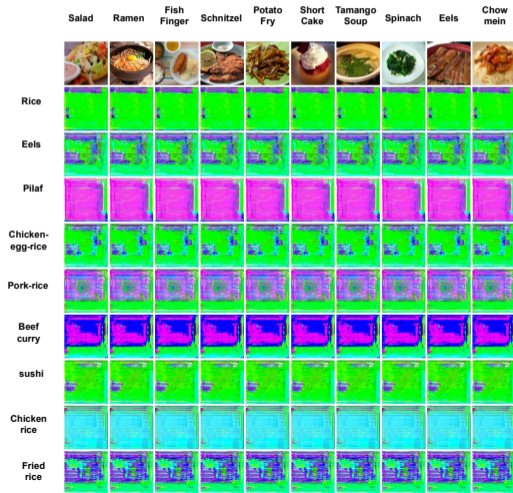 Salad Ramen Fish Finger Schnitzel Potato Fry Short Cake Tamango Soup Spinach Eels Chow mein
Rice
Eels
Pilaf
Chicken-
egg-rice
Pork-rice
Beef
curry
sushi
Chicken
rice
Fried
rice